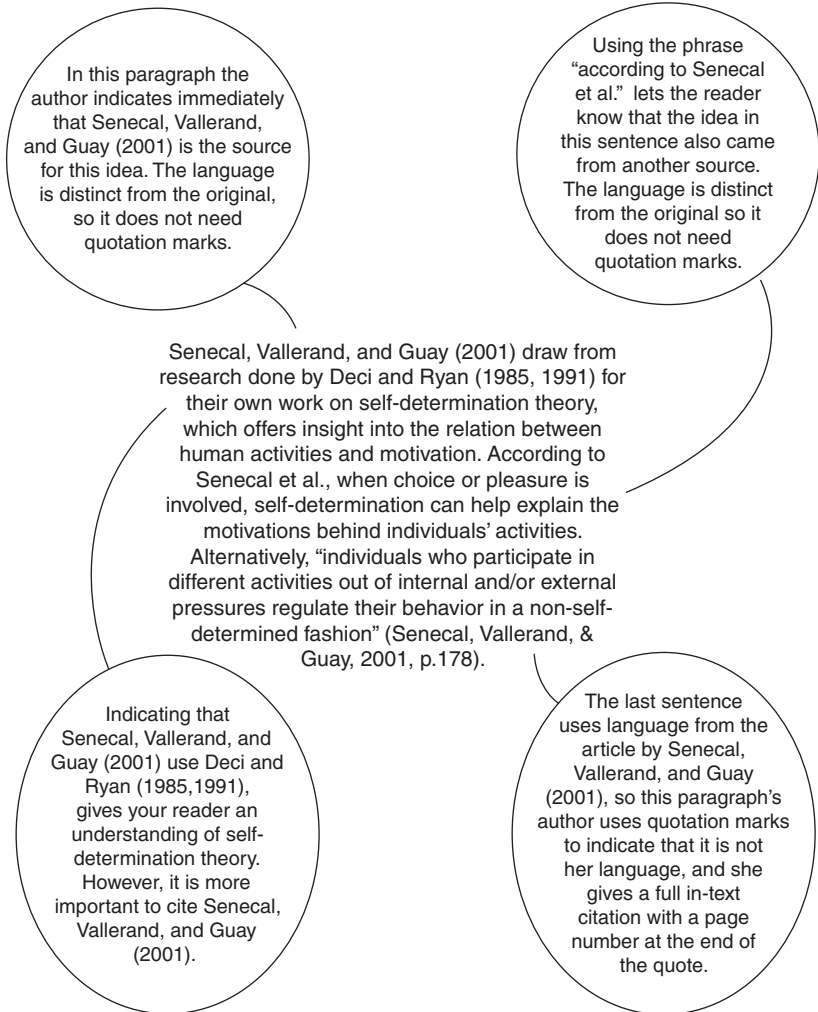 In this paragraph the
author indicates immediately
that Senecal, Vallerand,
and Guay (2001) is the source
for this idea. The language
is distinct from the original,
so it does not need
quotation marks.
Using the phrase
“according to Senecal
et al.” lets the reader
know that the idea in
this sentence also came
from another source.
The language is distinct
from the original so it
does not need
quotation marks.
Senecal, Vallerand, and Guay (2001) draw from
research done by Deci and Ryan (1985, 1991) for
their own work on self-determination theory,
which offers insight into the relation between
human activities and motivation. According to
Senecal et al., when choice or pleasure is
involved, self-determination can help explain the
motivations behind individuals’ activities.
Alternatively, “individuals who participate in
different activities out of internal and/or external
pressures regulate their behavior in a non-self-
determined fashion” (Senecal, Vallerand, &
Guay, 2001, p.178).
Indicating that
Senecal, Vallerand, and
Guay (2001) use Deci and
Ryan (1985,1991),
gives your reader an
understanding of self-
determination theory.
However, it is more
important to cite Senecal,
Vallerand, and Guay
(2001).
The last sentence
uses language from the
article by Senecal,
Vallerand, and Guay
(2001), so this paragraph’s
author uses quotation marks
to indicate that it is not
her language, and she
gives a full in-text
citation with a page
number at the end of
the quote.